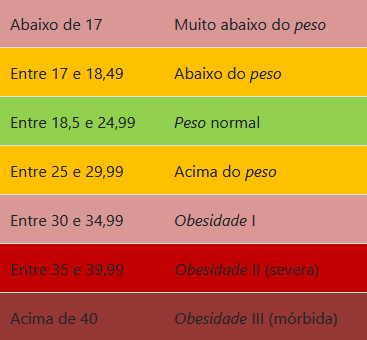 Abaixo de 17 Muito abaixo do peso
Entre 17 e 18,49 Abaixo do peso
Entre 18,5 e 24,99 Peso normal
Entre 25 e 29,99 Acima do peso
Entre 30 e 34,99 Obesidade I
Entre 35 e 39,99 Obesidade II (severa)
Acima de 40 Obesidade III (mórbida)